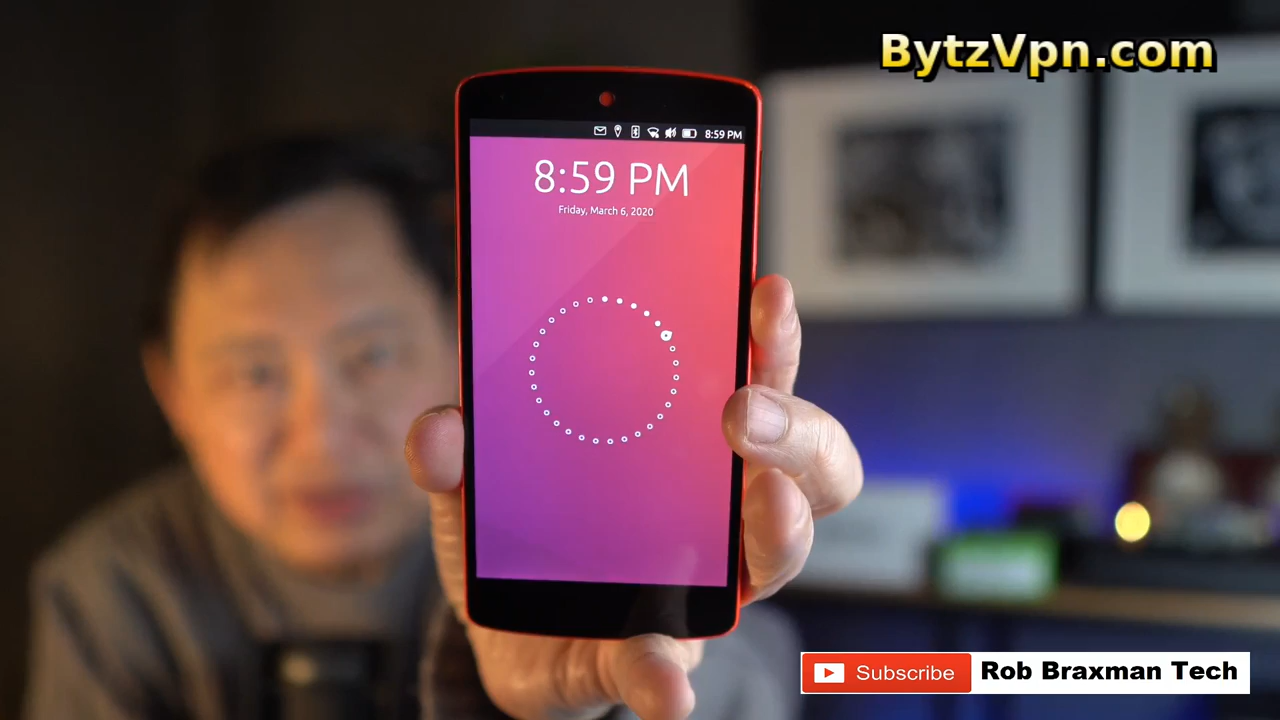 BytzVpn.com
8:59 PM
8:59 PM
Friday, March 6, 2020
Subscribe
Rob Braxman Tech